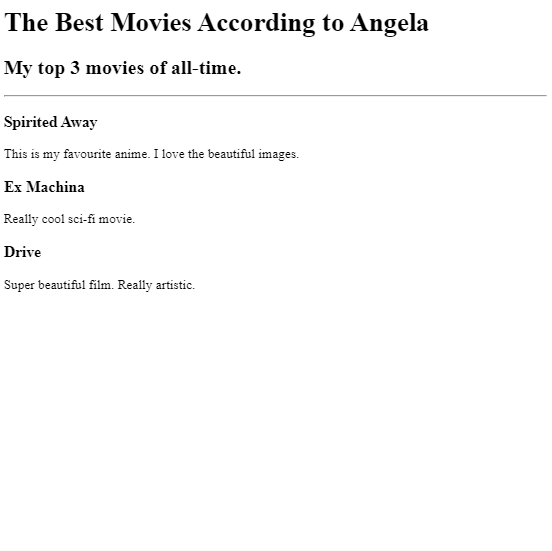 The Best Movies According to Angela
My top 3 movies of all-time.
Spirited Away
This is my favourite anime. I love the beautiful images.
Ex Machina
Really cool sci-fi movie.
Drive
Super beautiful film. Really artistic.